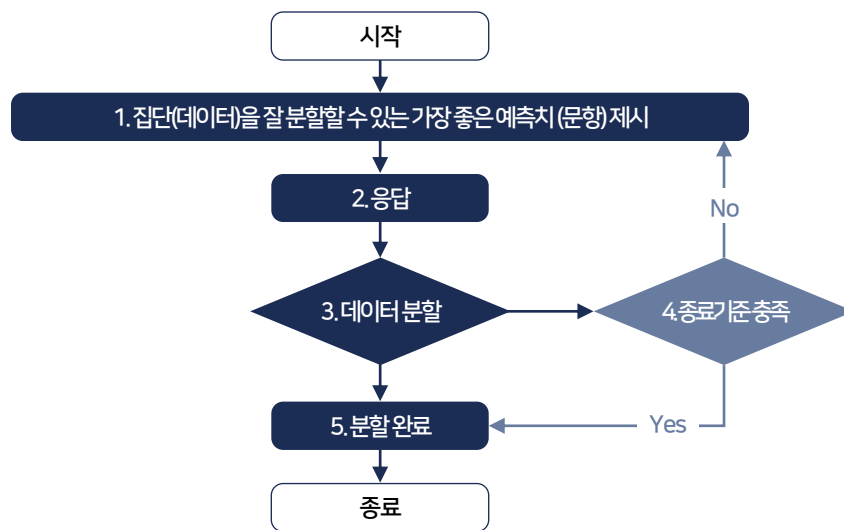 시작
1. 집단(데이터)을 잘 분할할 수 있는 가장 좋은 예측치 (문항) 제시
2. 응답
No
3. 데이터 분할
4. 종료기준 충족
5. 분할 완료
Yes
종료